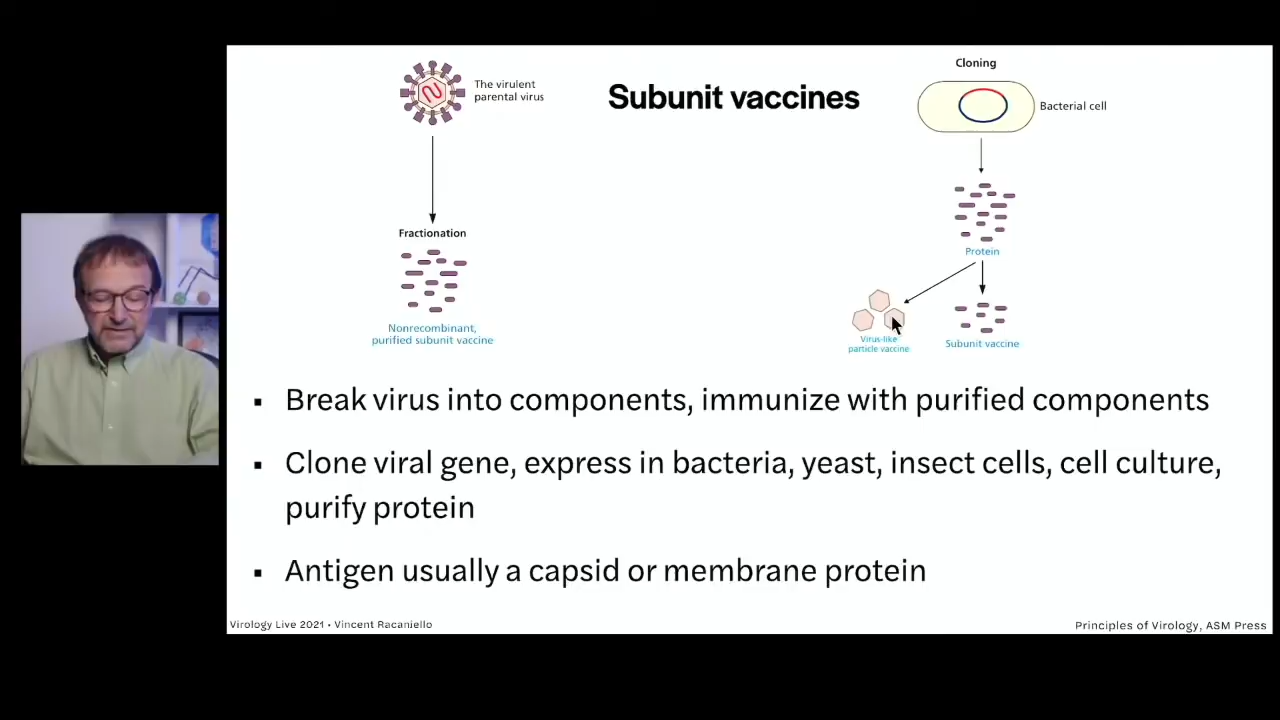 Subunit vaccines
The virulent
parental virus
Fractionation
Nonrecombinant,
purified subunit vaccine
Cloning
Bacterial cell
Protein
Virus-like
particle vaccine
Subunit vaccine
▪ Break virus into components, immunize with purified components
▪ Clone viral gene, express in bacteria, yeast, insect cells, cell culture,
purify protein
▪ Antigen usually a capsid or membrane protein
Virology Live 2021 • Vincent Racaniello
Principles of Virology, ASM Press